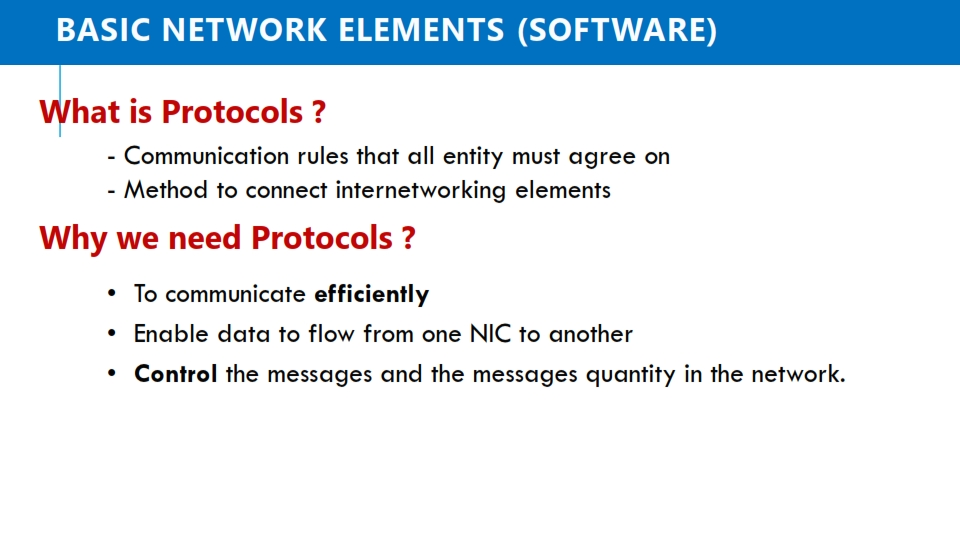 BASIC NETWORK ELEMENTS (SOFTWARE)
What is Protocols ?
- Communication rules that all entity must agree on
- Method to connect internetworking elements
Why we need Protocols ?
• To communicate efficiently
• Enable data to flow from one NIC to another
• Control the messages and the messages quantity in the network.